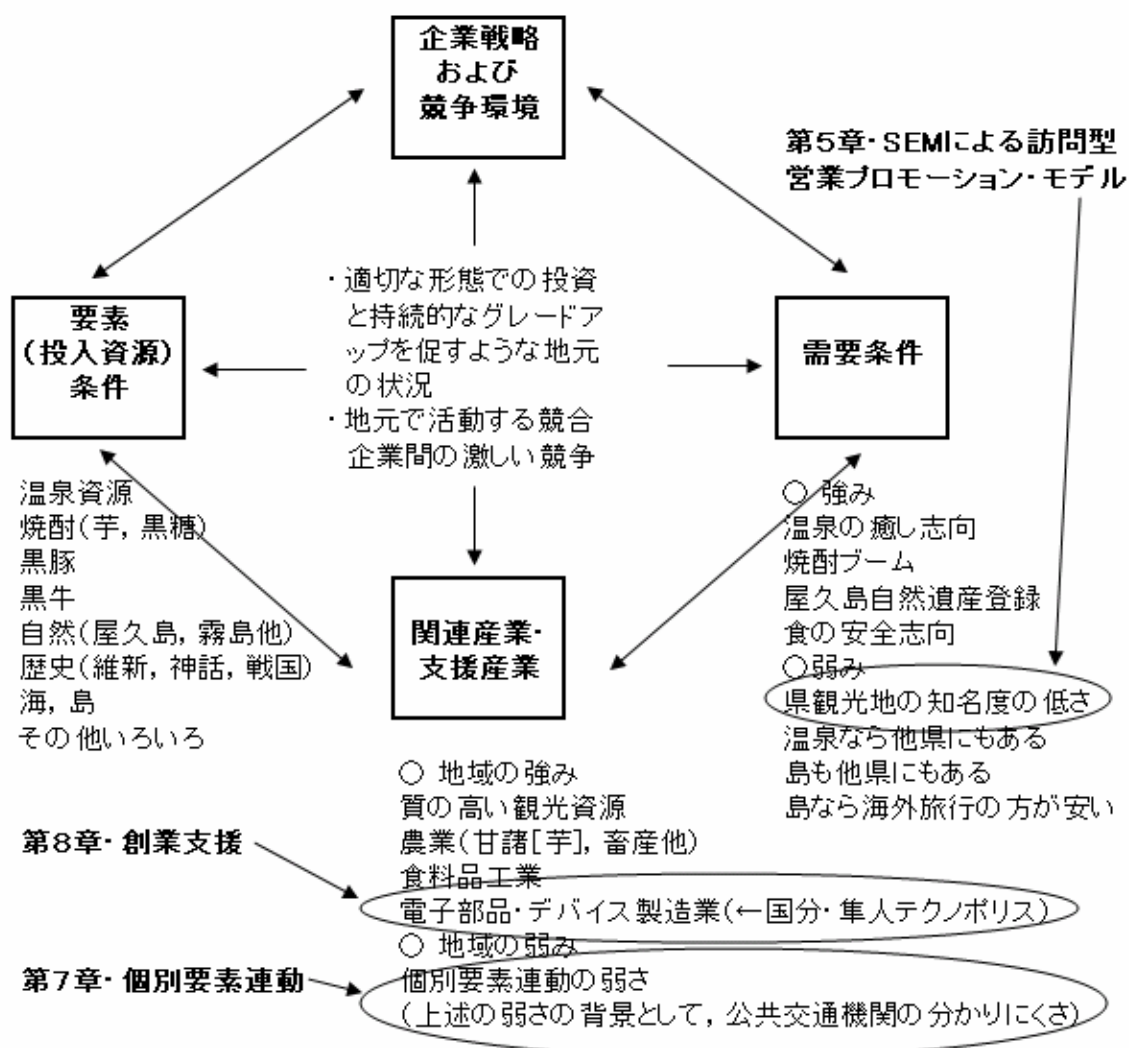 企業戦略
および
競争環境
第5章・SEMによる訪問型
営業プロモーション・モデル
・適切な形態での投資
と持続的なグレードア
ップを促すような地元
の状況
・地元で活動する競合
企業間の激しい競争
要素
(投入資源)
条件
需要条件
温泉資源
焼酎(芋, 黒糖)
黒豚
黒牛
自然(屋久島, 霧島他)
歴史(維新, 神話, 戦国)
海, 島
その他いろいろ
関連産業・
支援産業
○ 強み
温泉の癒し志向
焼酎ブーム
屋久島自然遺産登録
食の安全志向
○弱み
県観光地の知名度の低さ
温泉なら他県にもある
島も他県にもある
島なら海外旅行の方が安い
○ 地域の強み
質の高い観光資源
農業(甘諸[芋], 畜産他)
食料品工業
電子部品・デバイス製造業(←国分・隼人テクノポリス)
○ 地域の弱み
個別要素連動の弱さ
(上述の弱さの背景として, 公共交通機関の分かりにくさ)
第8章・創業支援
第7章・個別要素連動